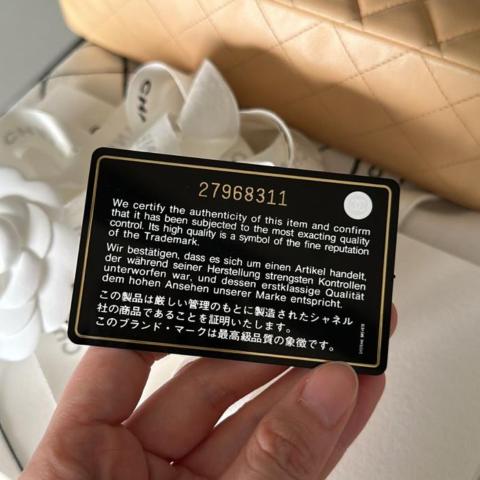 27968311
We certify the authenticity of this item and confirm
that it has been subjected to the most exacting quality
control. Its high quality is a symbol of the fine reputation
of the Trademark.
Wir bestätigen, dass es sich um einen Artikel handelt,
der während seiner Herstellung strengsten Kontrollen
unterworfen war, und dessen erstklassige Qualität
dem hohen Ansehen unserer Marke entspricht.
この製品は厳しい管理のもとに製造されたシャネル
社の商品であることを証明いたします。
このブランド・マークは最高級品質の象徴です。